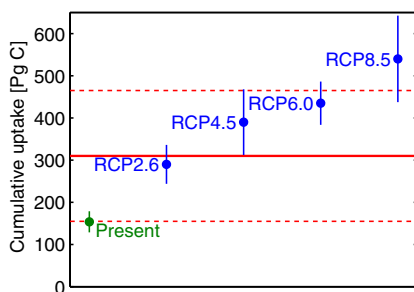 Cumulative uptake [Pg C]
600
500
400
300
200
100
0
RCP8.5
RCP6.0
RCP4.5
RCP2.6
Present